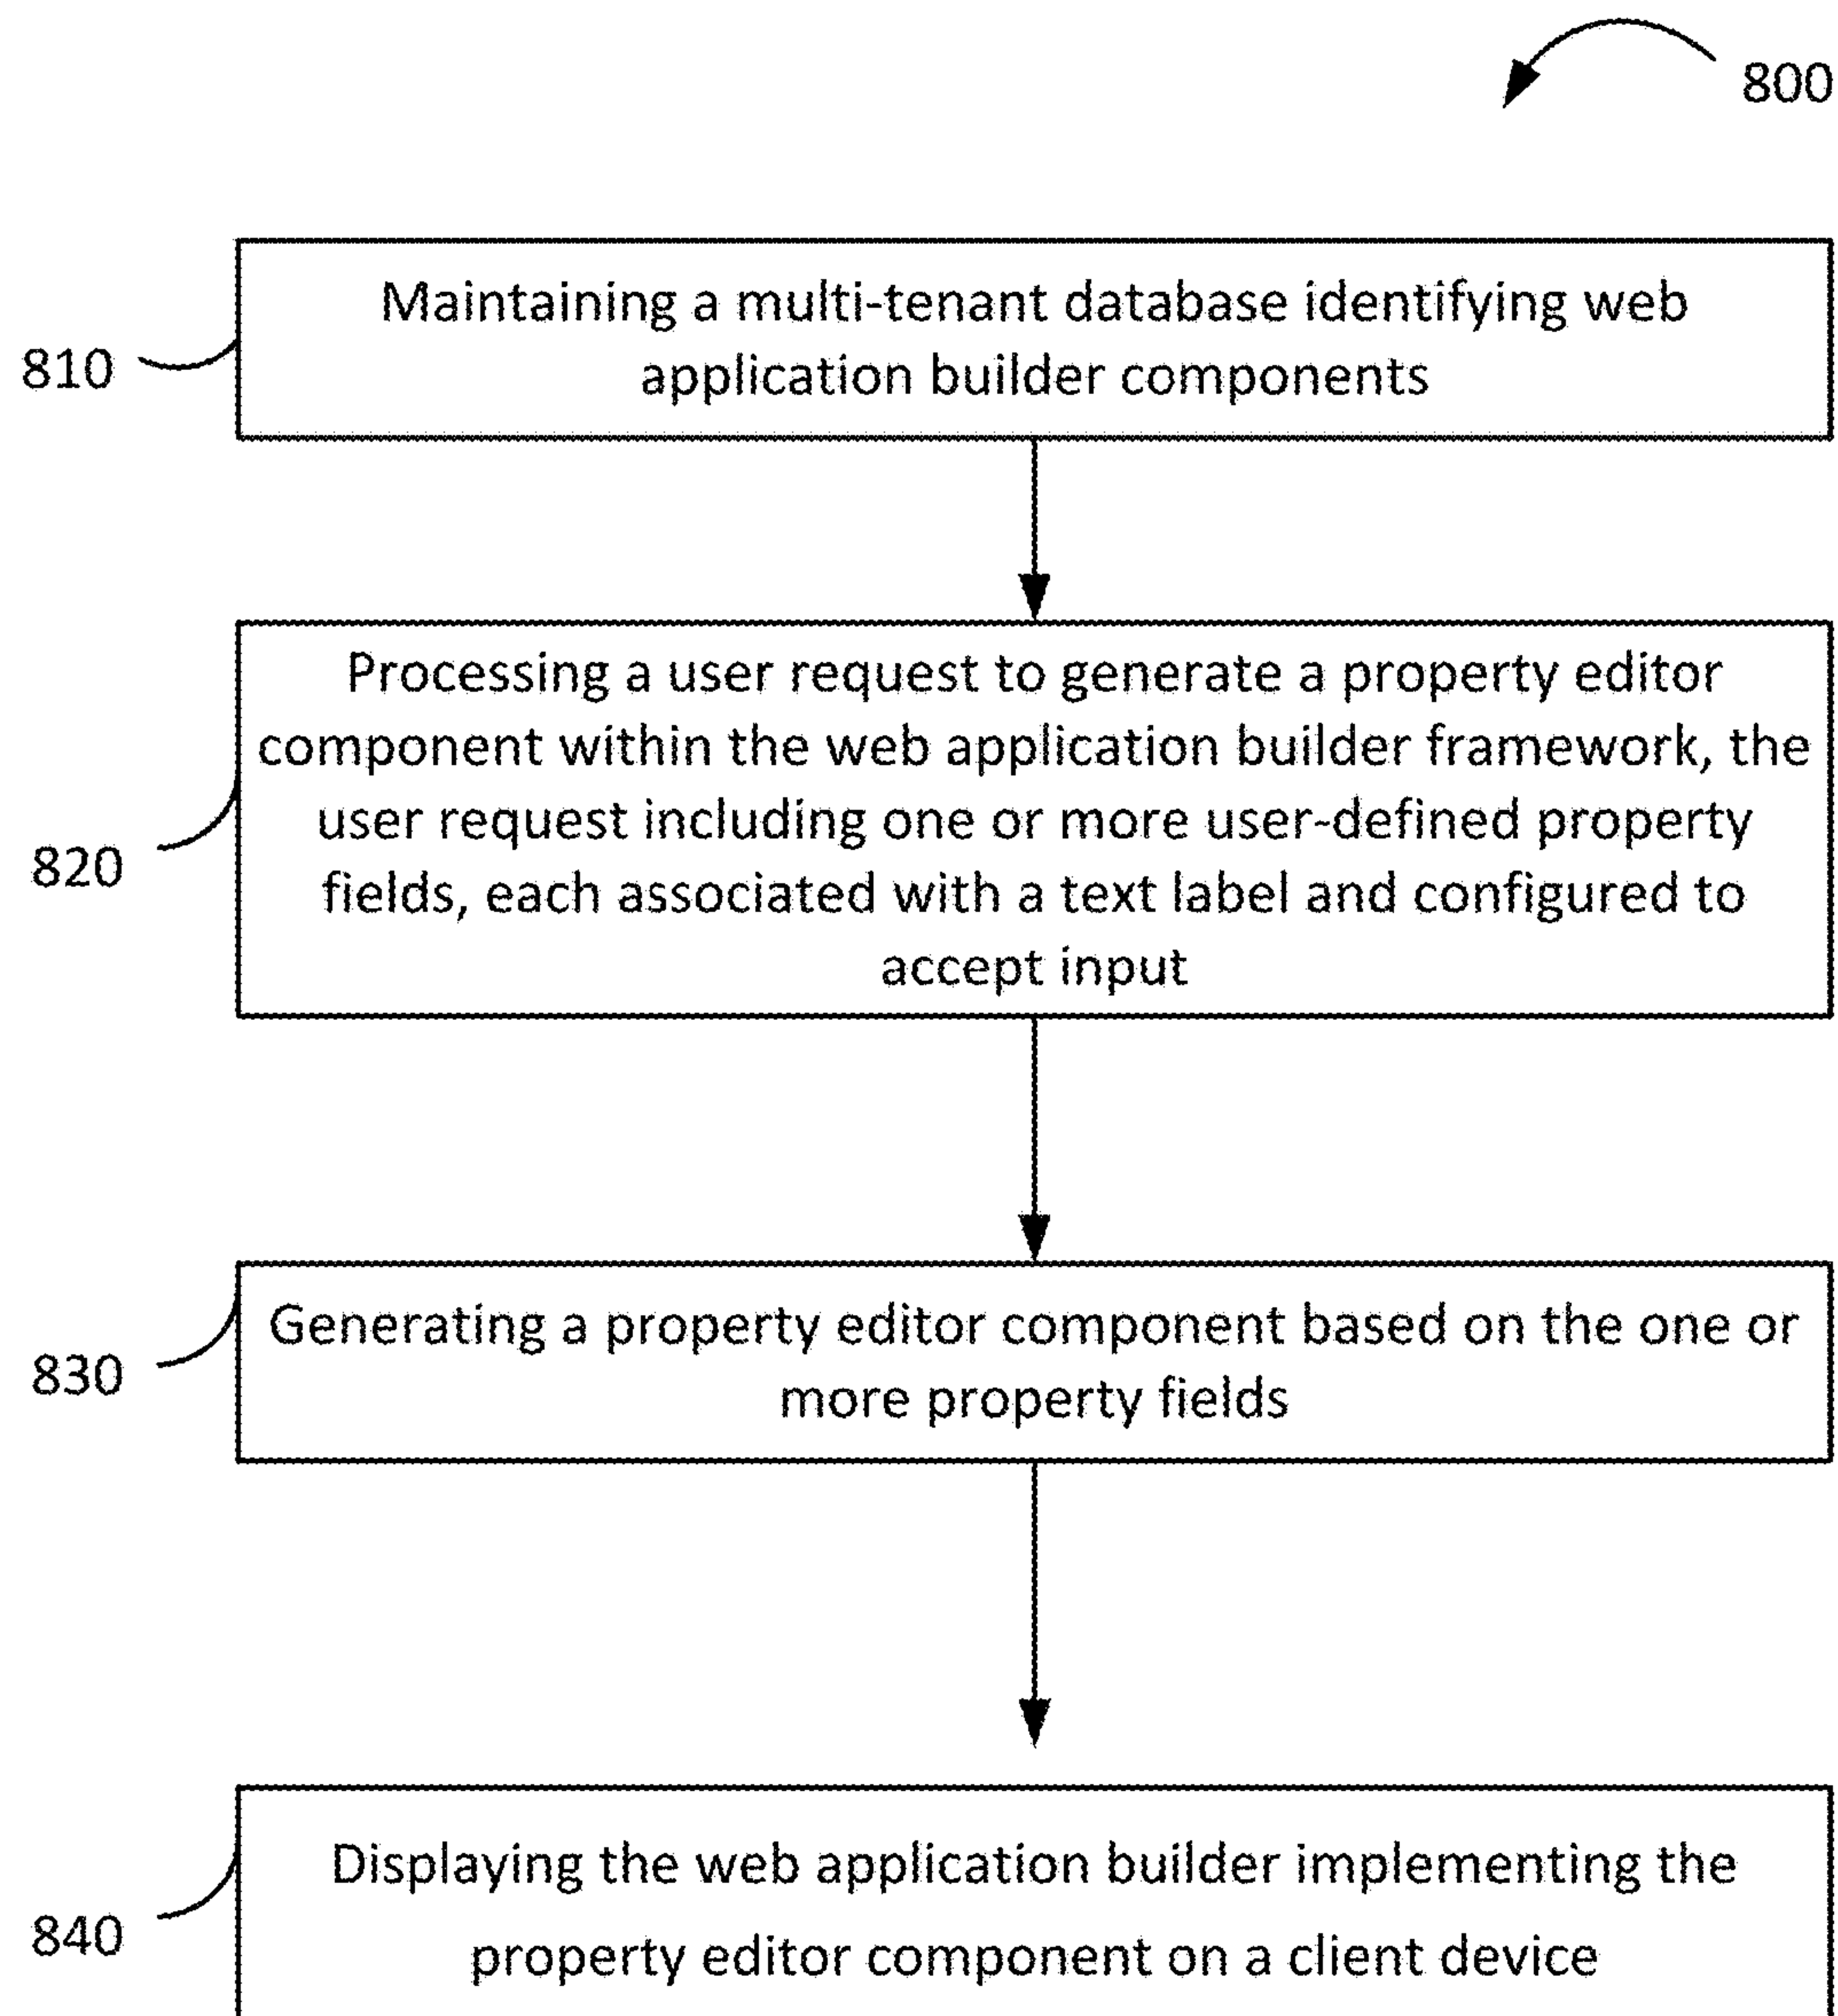 800
810
Maintaining a multi-tenant database identifying web
application builder components
820
Processing a user request to generate a property editor
component within the web application builder framework, the
user request including one or more user-defined property
fields, each associated with a text label and configured to
accept input
830
Generating a property editor component based on the one or
more property fields
840
Displaying the web application builder implementing the
property editor component on a client device